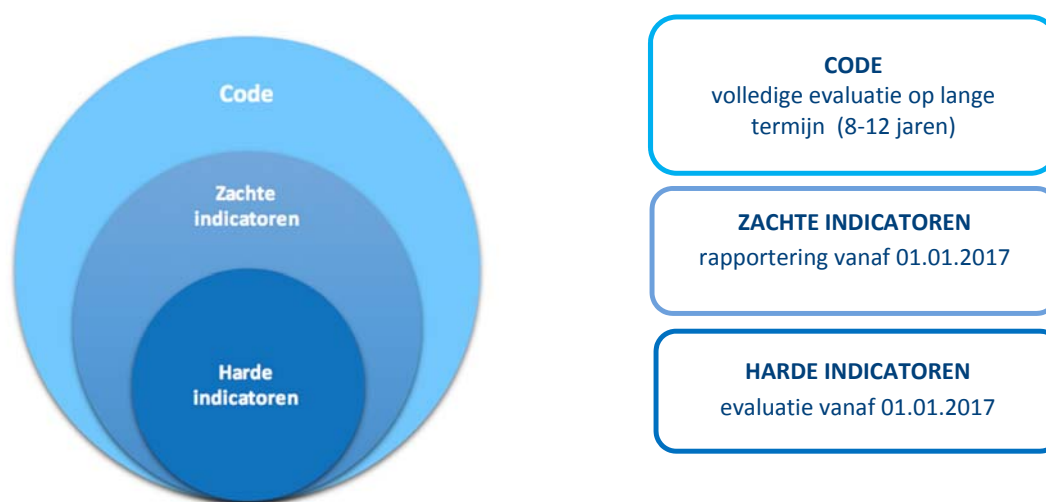 Code
Zachte
indicatoren
Harde
indicatoren
CODE
volledige evaluatie op lange
termijn (8-12 jaren)
ZACHTE INDICATOREN
rapportering vanaf 01.01.2017
HARDE INDICATOREN
evaluatie vanaf 01.01.2017